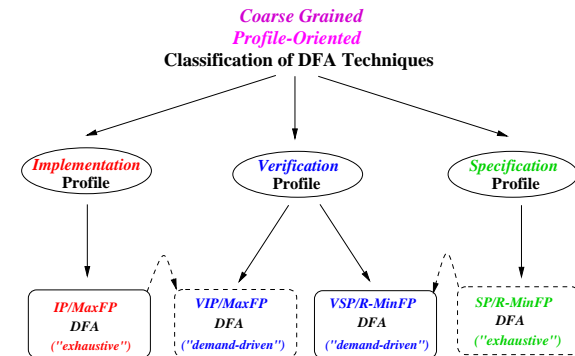 Coarse Grained
Profile-Oriented
Classification of DFA Techniques
Implementation
Profile
Verification
Profile
Specification
Profile
IP/MaxFP
DFA
("exhaustive")
VIP/MaxFP
DFA
("demand-driven")
VSP/R-MinFP
DFA
("demand-driven")
SP/R-MinFP
DFA
("exhaustive")